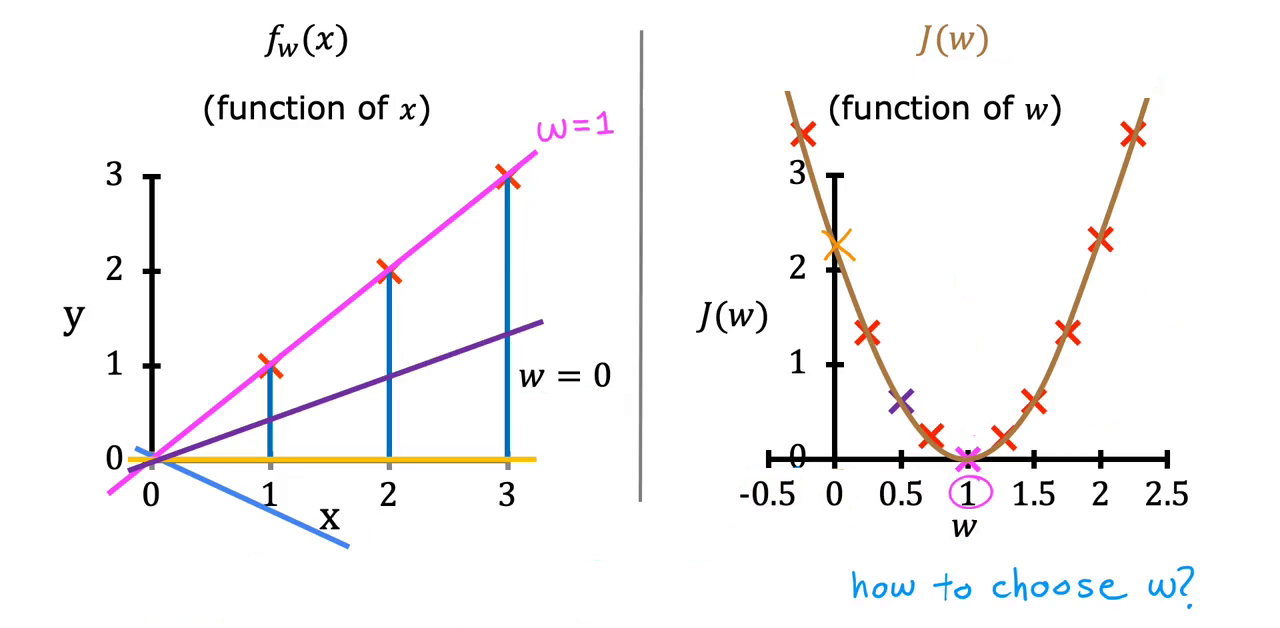 f_w(x)
(function of x)
w=1
3
2
y
1
w = 0
0
0 1 2 3
x
J(w)
(function of w)
3
2
J(w)
1
0
-0.5 0 0.5 1 1.5 2 2.5
w
how to choose w?